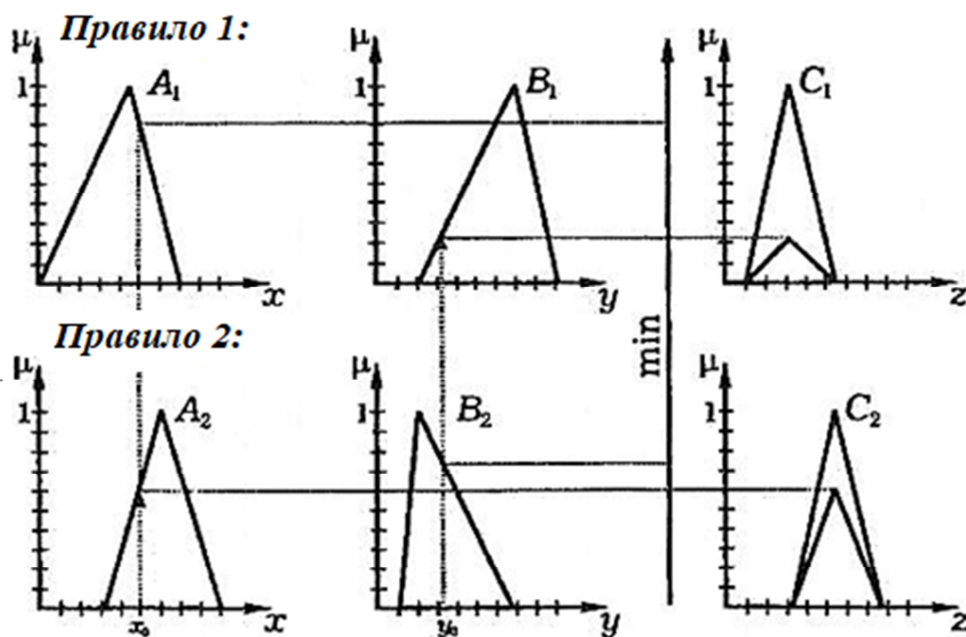 Правило 1:
μ μ μ
1 A₁ 1 B₁ 1 C₁
x y z
Правило 2:
min
μ μ μ
1 A₂ 1 B₂ 1 C₂
x₀ x y₀ y z